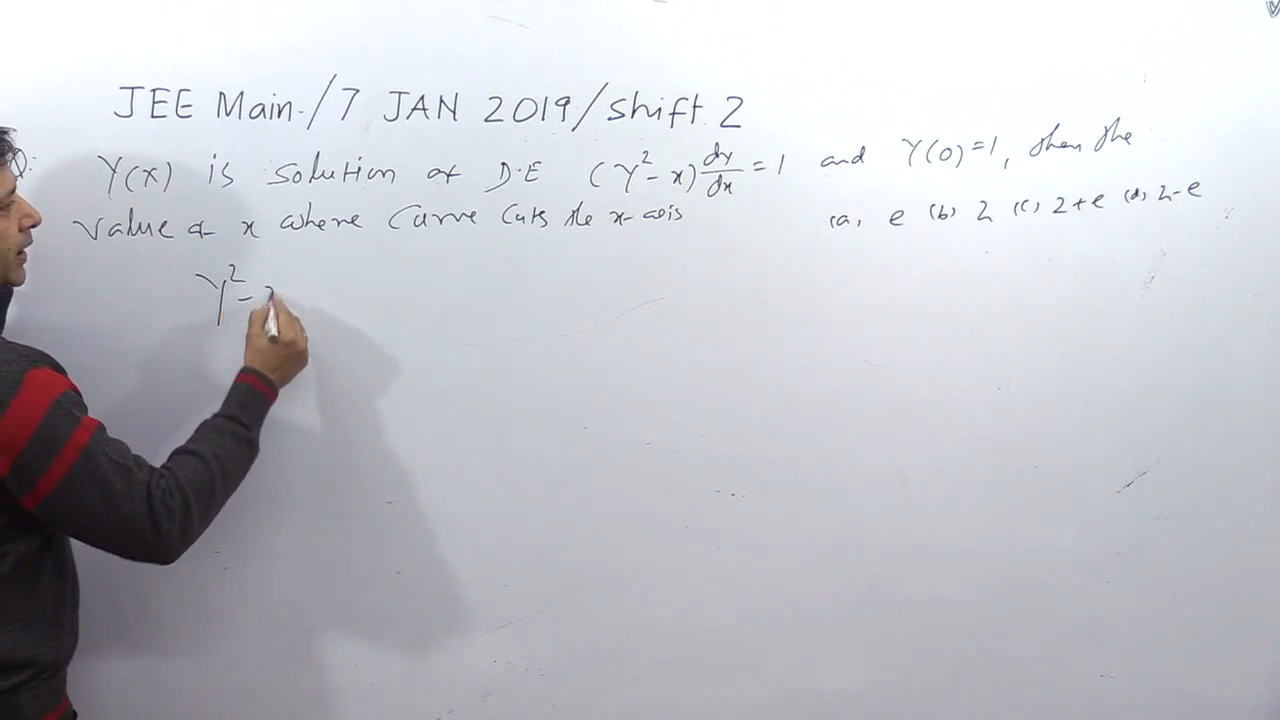 JEE Main./7 JAN 2019/Shift 2
Q: Y(x) is solution of D.E (Y²-x) dy/dx = 1 and Y(0)=1, then the
value of x where Curve Cuts the x-axis (a) e (b) 2 (c) 2+e (d) 2-e
Y² -